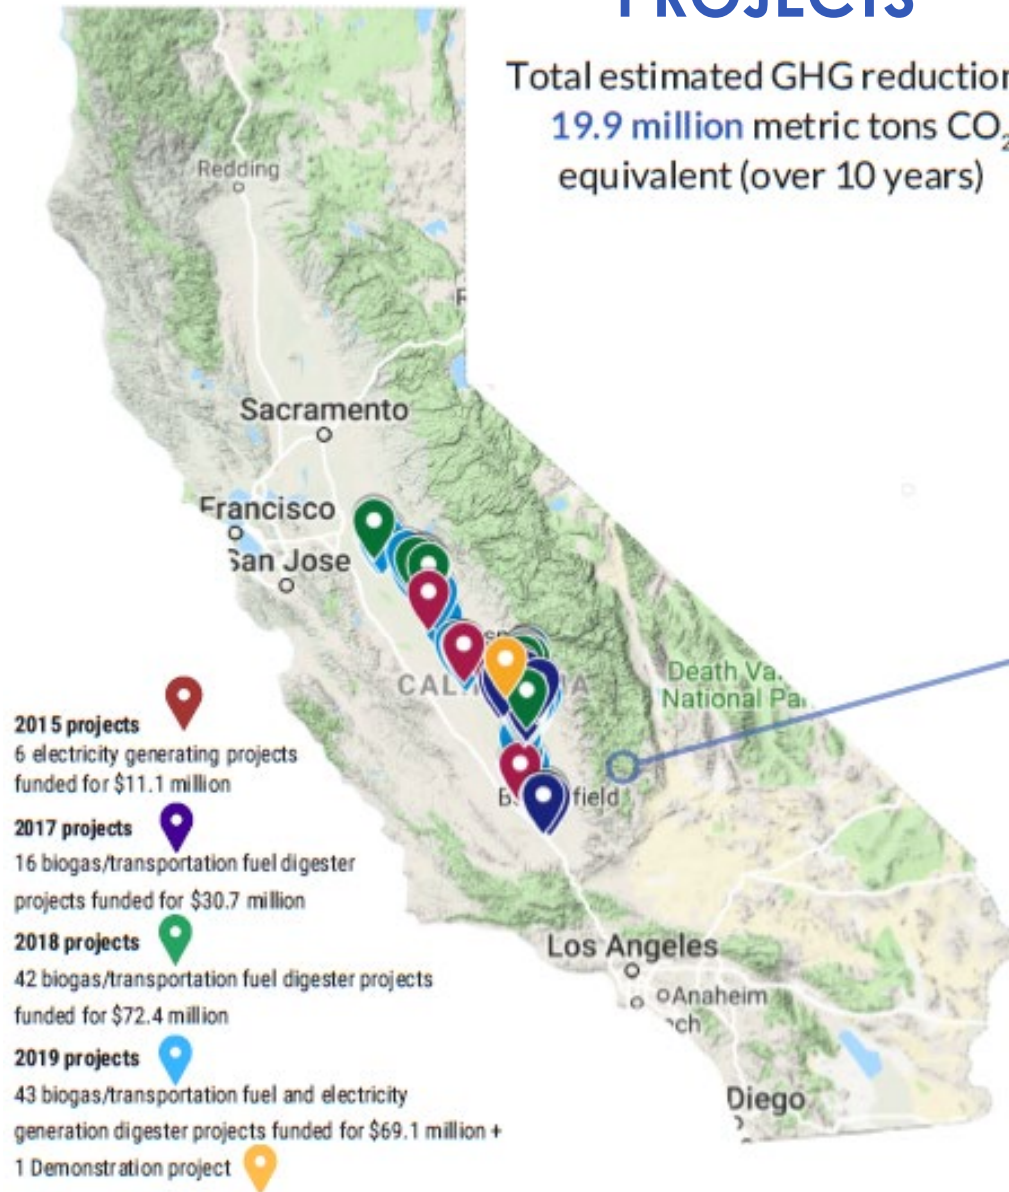 PROJECTS
Total estimated GHG reduction
19.9 million metric tons CO2
equivalent (over 10 years)
Redding
Sacramento
Francisco
San Jose
Death Va
National Pa
2015 projects
6 electricity generating projects
funded for $11.1 million
2017 projects
16 biogas/transportation fuel digester
projects funded for $30.7 million
2018 projects
42 biogas/transportation fuel digester projects
funded for $72.4 million
2019 projects
43 biogas/transportation fuel and electricity
generation digester projects funded for $69.1 million +
1 Demonstration project
field
Los Angeles
Anaheim
ach
Diego